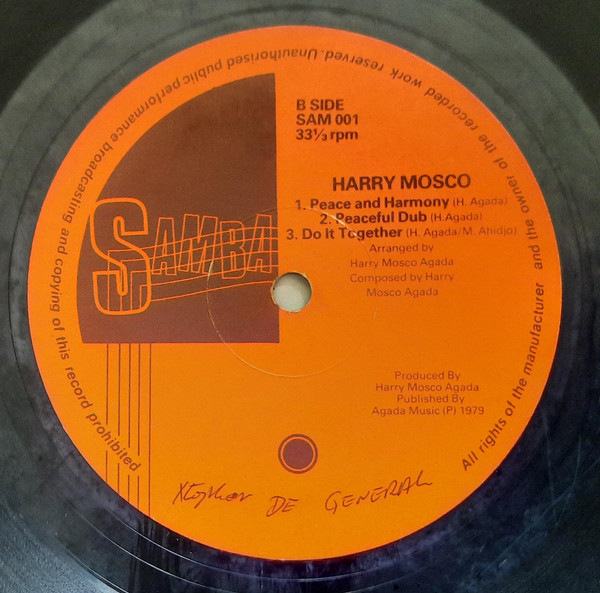 All rights of the manufacturer and the owner of the recorded work reserved. Unauthorised public performance broadcasting and copying of this record prohibited
B SIDE
SAM 001
33⅓ rpm
SAMBA
HARRY MOSCO
1. Peace and Harmony (H. Agada)
2. Peaceful Dub (H.Agada)
3. Do It Together (H. Agada/M. Ahidjo)
Arranged by
Harry Mosco Agada
Composed by Harry
Mosco Agada
Produced By
Harry Mosco Agada
Published By
Agada Music (P) 1979
DE GENERAL